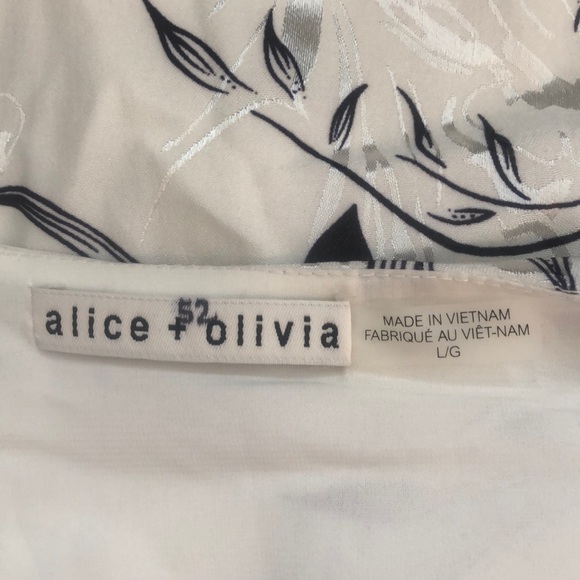 alice + olivia
52
MADE IN VIETNAM
FABRIQUÉ AU VIÊT-NAM
L/G